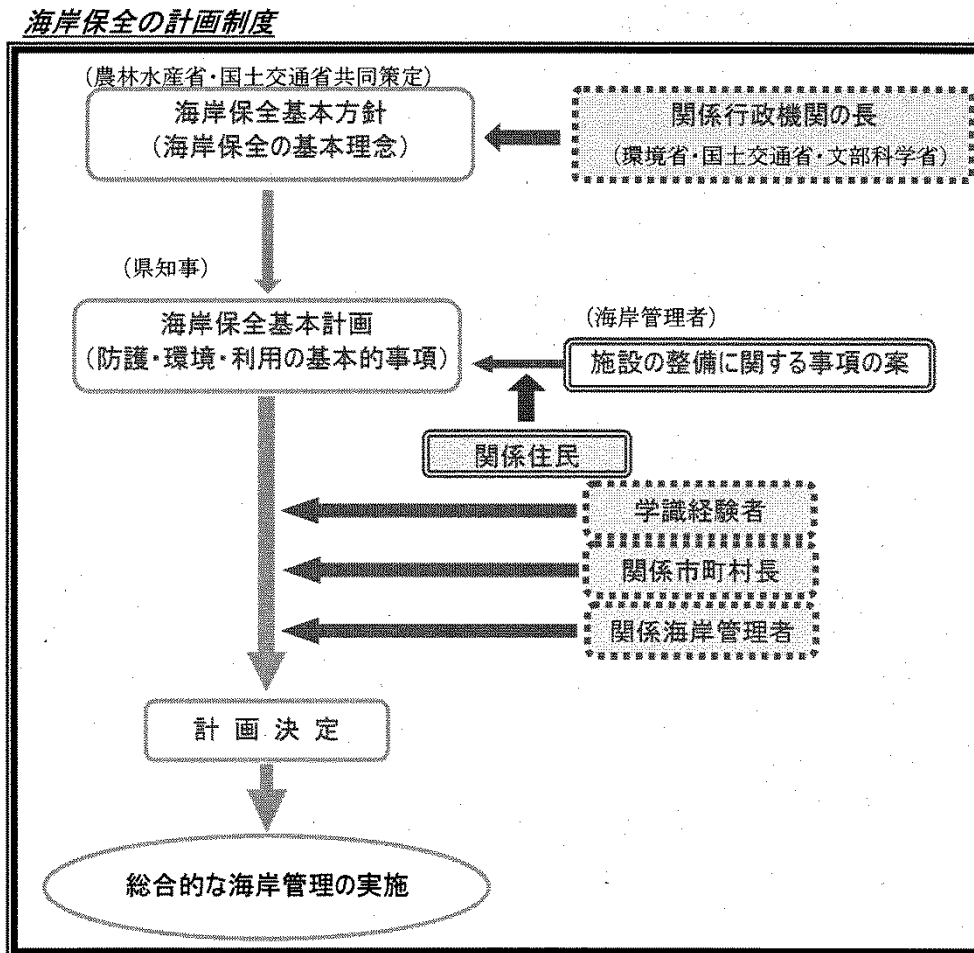 海岸保全の計画制度
(農林水産省・国土交通省共同策定)
海岸保全基本方針
(海岸保全の基本理念)
関係行政機関の長
(環境省・国土交通省・文部科学省)
(県知事)
海岸保全基本計画
(防護・環境・利用の基本的事項)
(海岸管理者)
施設の整備に関する事項の案
関係住民
学識経験者
関係市町村長
関係海岸管理者
計画決定
総合的な海岸管理の実施